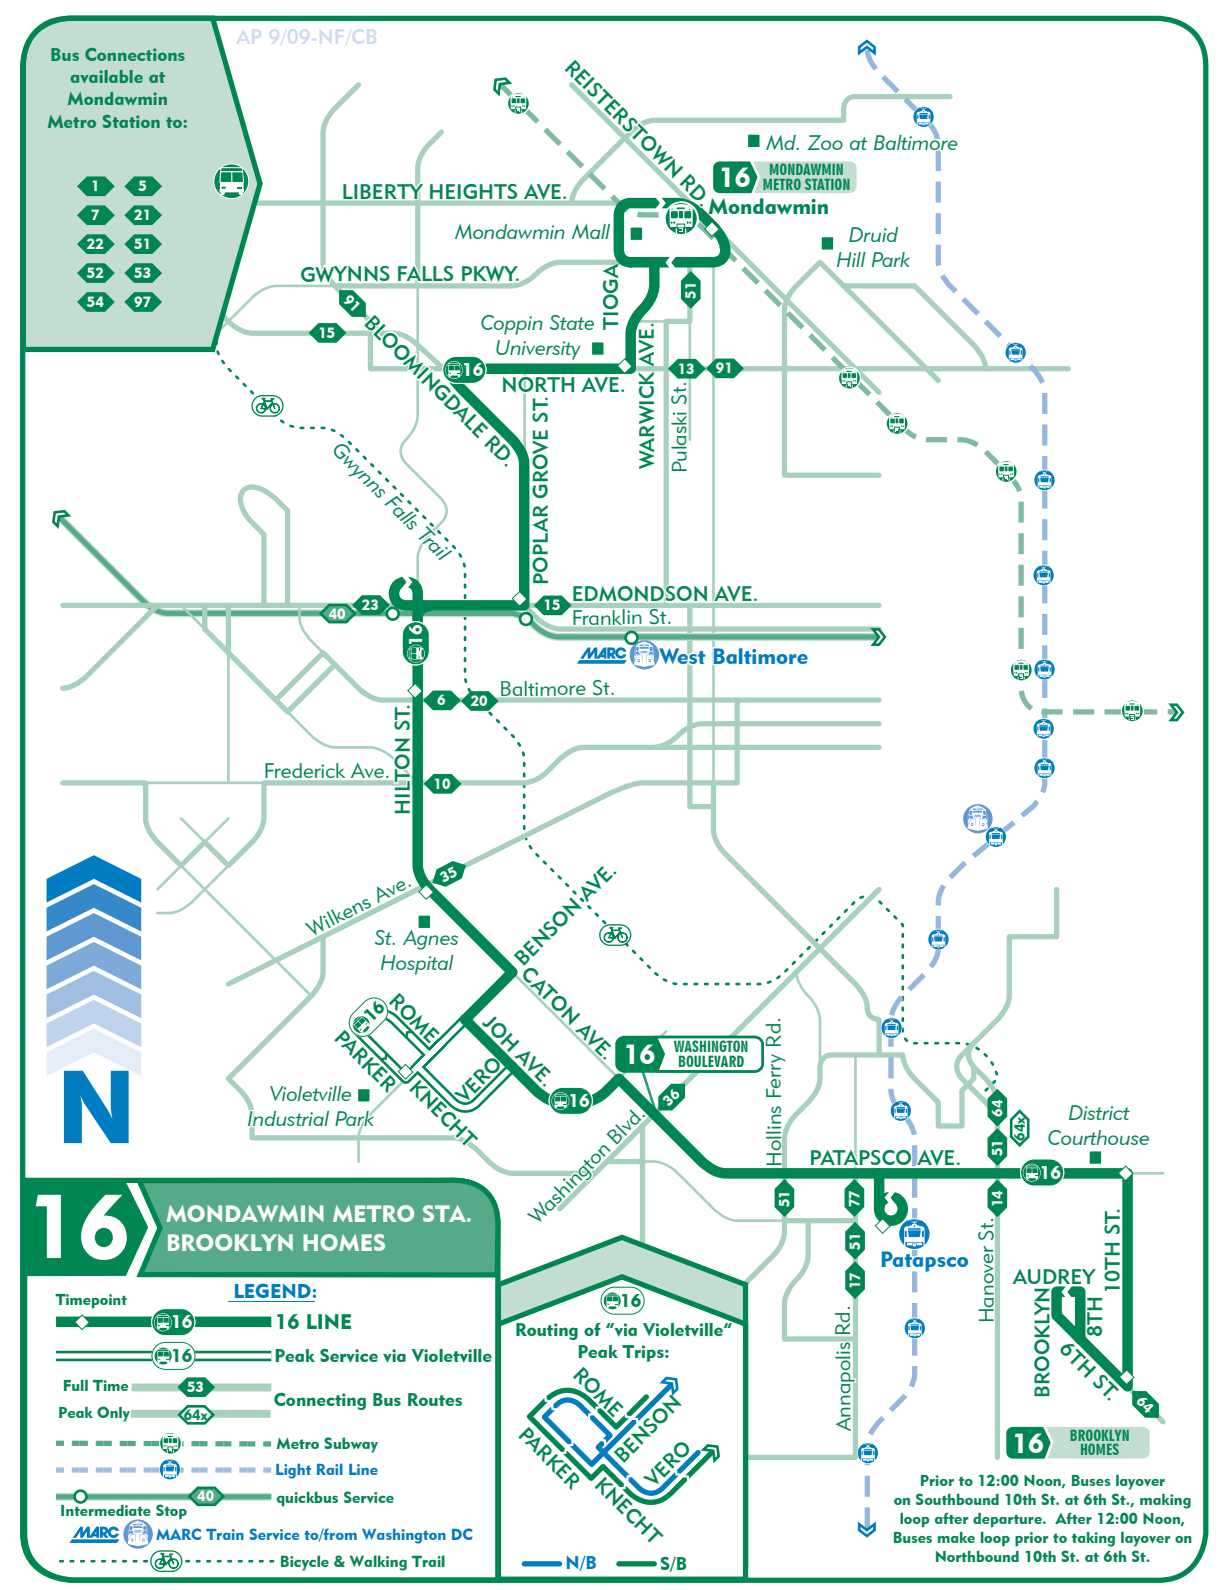 AP 9/09-NF/CB
Bus Connections
available at
Mondawmin
Metro Station to:
1 5
7 21
22 51
52 53
54 97
REISTERSTOWN RD.
Md. Zoo at Baltimore
16 MONDAWMIN
METRO STATION
Mondawmin
LIBERTY HEIGHTS AVE.
Mondawmin Mall
Druid
Hill Park
GWYNNS FALLS PKWY.
TIOGA
51
91
15
BLOOMINGDALE RD.
Coppin State
University
16
NORTH AVE.
13 91
WARWICK AVE.
Pulaski St.
POPLAR GROVE ST.
Gwynns Falls Trail
EDMONDSON AVE.
40 23
15
Franklin St.
16
MARC West Baltimore
6 20
Baltimore St.
HILTON ST.
Frederick Ave.
10
35
Wilkens Ave.
St. Agnes
Hospital
BENSON AVE.
CATON AVE.
16
ROME
PARKER
JOH AVE.
VERO
KNECHT
16
16 WASHINGTON
BOULEVARD
36
Violetville
Industrial Park
Washington Blvd.
Hollins Ferry Rd.
64
64x
51
District
Courthouse
PATAPSCO AVE.
16
N
51
77
14
51
17
Patapsco
Hanover St.
Annapolis Rd.
10TH ST.
AUDREY
BROOKLYN
8TH
6TH ST.
64
16 BROOKLYN
HOMES
Prior to 12:00 Noon, Buses layover
on Southbound 10th St. at 6th St., making
loop after departure. After 12:00 Noon,
Buses make loop prior to taking layover on
Northbound 10th St. at 6th St.
16 MONDAWMIN METRO STA.
BROOKLYN HOMES
LEGEND:
Timepoint
16 16 LINE
16 Peak Service via Violetville
Full Time 53
Connecting Bus Routes
Peak Only 64x
Metro Subway
Light Rail Line
40 quickbus Service
Intermediate Stop
MARC MARC Train Service to/from Washington DC
Bicycle & Walking Trail
16
Routing of "via Violetville"
Peak Trips:
ROME
BENSON
PARKER
VERO
KNECHT
N/B S/B